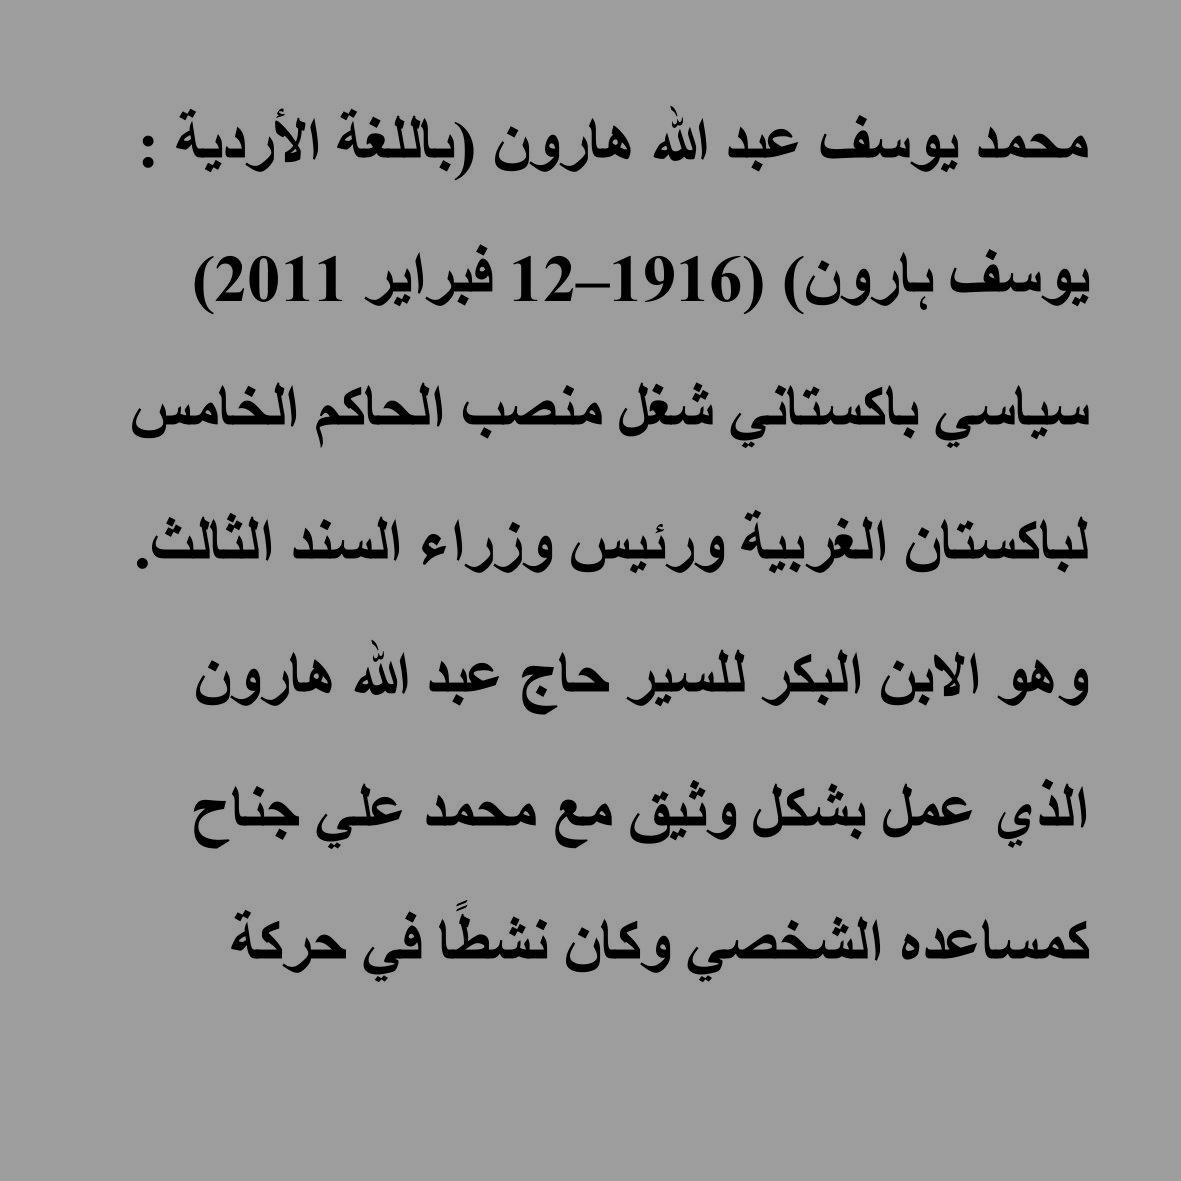 محمد يوسف عبد الله هارون (باللغة الأردية :
يوسف ہارون) (1916–12 فبراير 2011)
سياسي باكستاني شغل منصب الحاكم الخامس
لباكستان الغربية ورئيس وزراء السند الثالث.
وهو الابن البكر للسير حاج عبد الله هارون
الذي عمل بشكل وثيق مع محمد علي جناح
كمساعده الشخصي وكان نشطًا في حركة